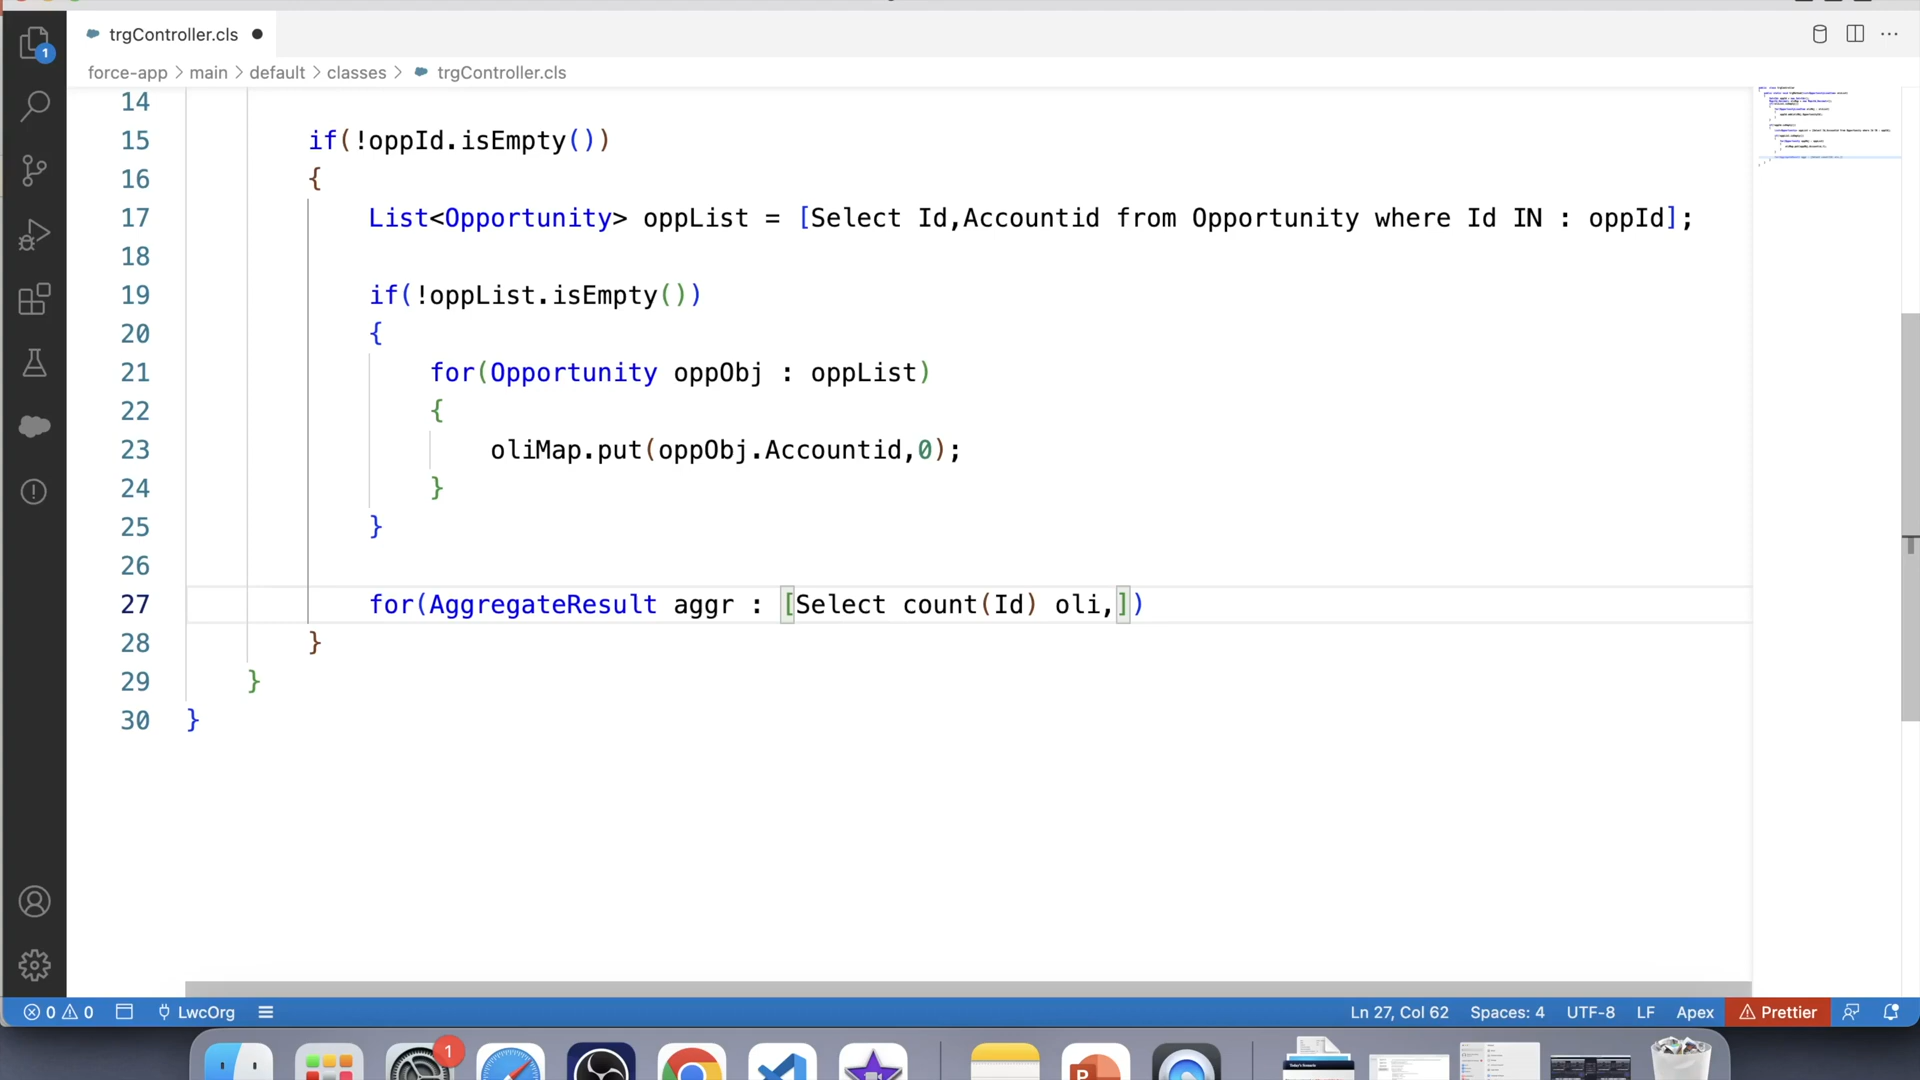 trgController.cls
force-app > main > default > classes > trgController.cls
14
15 if(!oppId.isEmpty())
16 {
17 List<Opportunity> oppList = [Select Id,Accountid from Opportunity where Id IN : oppId];
18
19 if(!oppList.isEmpty())
20 {
21 for(Opportunity oppObj : oppList)
22 {
23 oliMap.put(oppObj.Accountid,0);
24 }
25 }
26
27 for(AggregateResult aggr : [Select count(Id) oli,])
28 }
29 }
30 }
1
0 0 LwcOrg Ln 27, Col 62 Spaces: 4 UTF-8 LF Apex Prettier
1